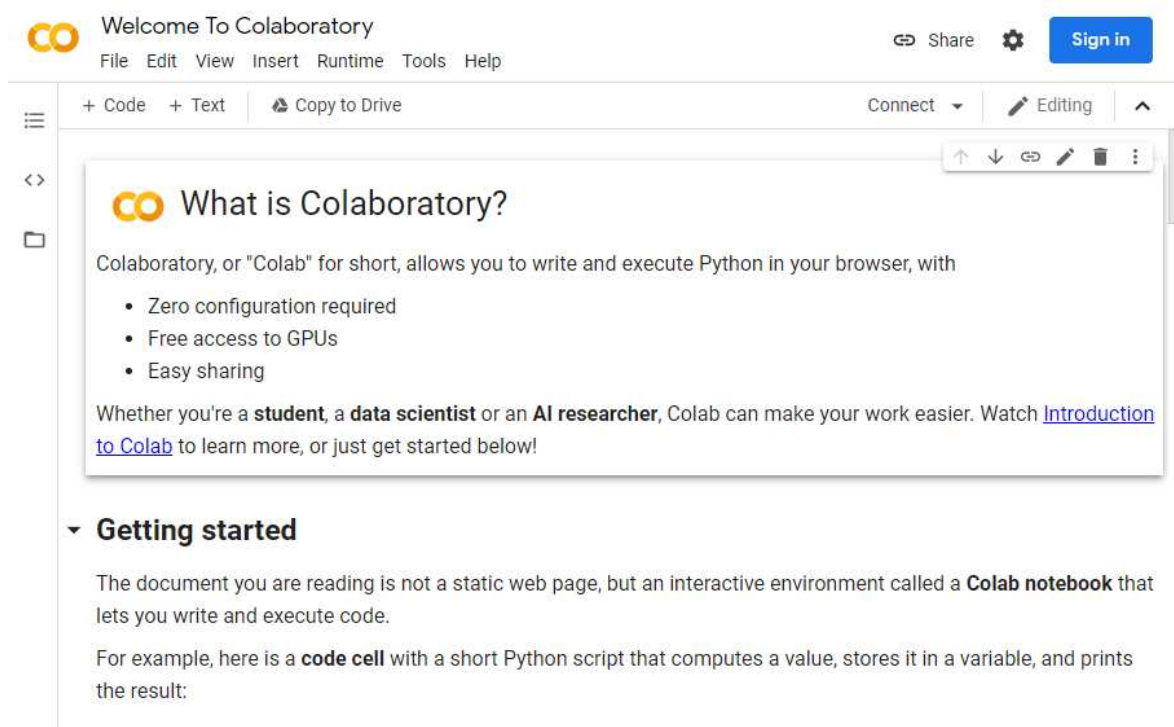 Welcome To Colaboratory
File Edit View Insert Runtime Tools Help
Share
Sign in
+ Code + Text Copy to Drive
Connect Editing
CO What is Colaboratory?
Colaboratory, or "Colab" for short, allows you to write and execute Python in your browser, with
• Zero configuration required
• Free access to GPUs
• Easy sharing
Whether you're a student, a data scientist or an AI researcher, Colab can make your work easier. Watch Introduction
to Colab to learn more, or just get started below!
Getting started
The document you are reading is not a static web page, but an interactive environment called a Colab notebook that
lets you write and execute code.
For example, here is a code cell with a short Python script that computes a value, stores it in a variable, and prints
the result: